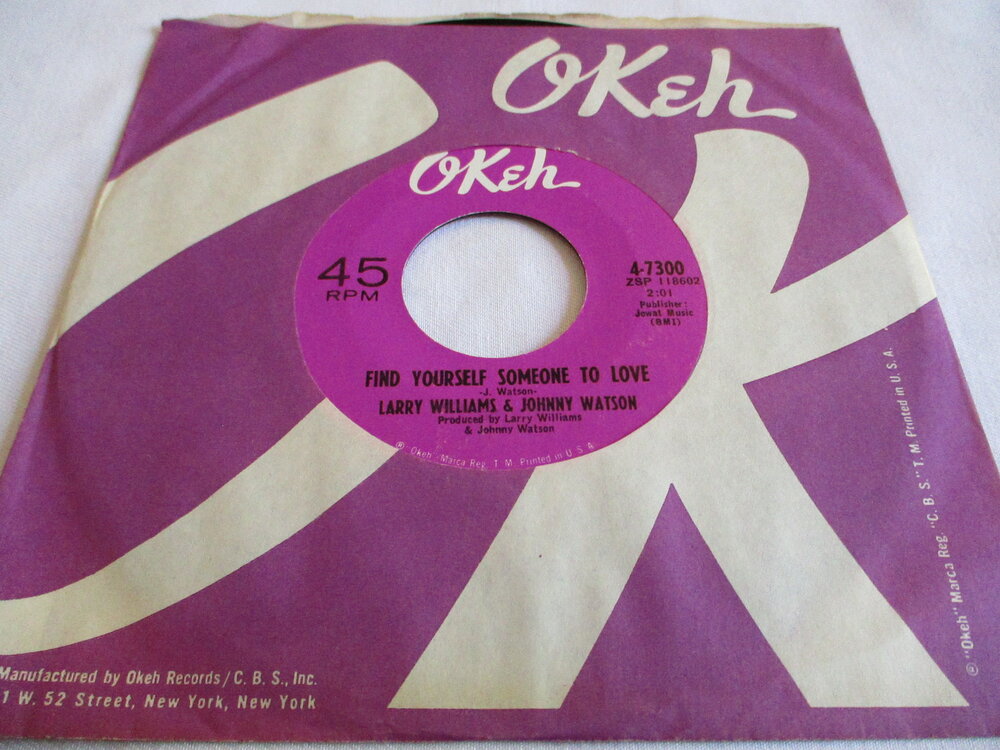 OKeh
OKeh
45
RPM
4-7300
ZSP 118602
2:01
Publisher:
Jowat Music
(BMI)
FIND YOURSELF SOMEONE TO LOVE
-J. Watson-
LARRY WILLIAMS & JOHNNY WATSON
Produced by Larry Williams
& Johnny Watson
® "Okeh" Marca Reg. T. M. Printed in U S A
® "Okeh" Marca Reg. "C. B. S." T. M. Printed in U. S. A.
Manufactured by Okeh Records/C. B. S., Inc.
1 W. 52 Street, New York, New York